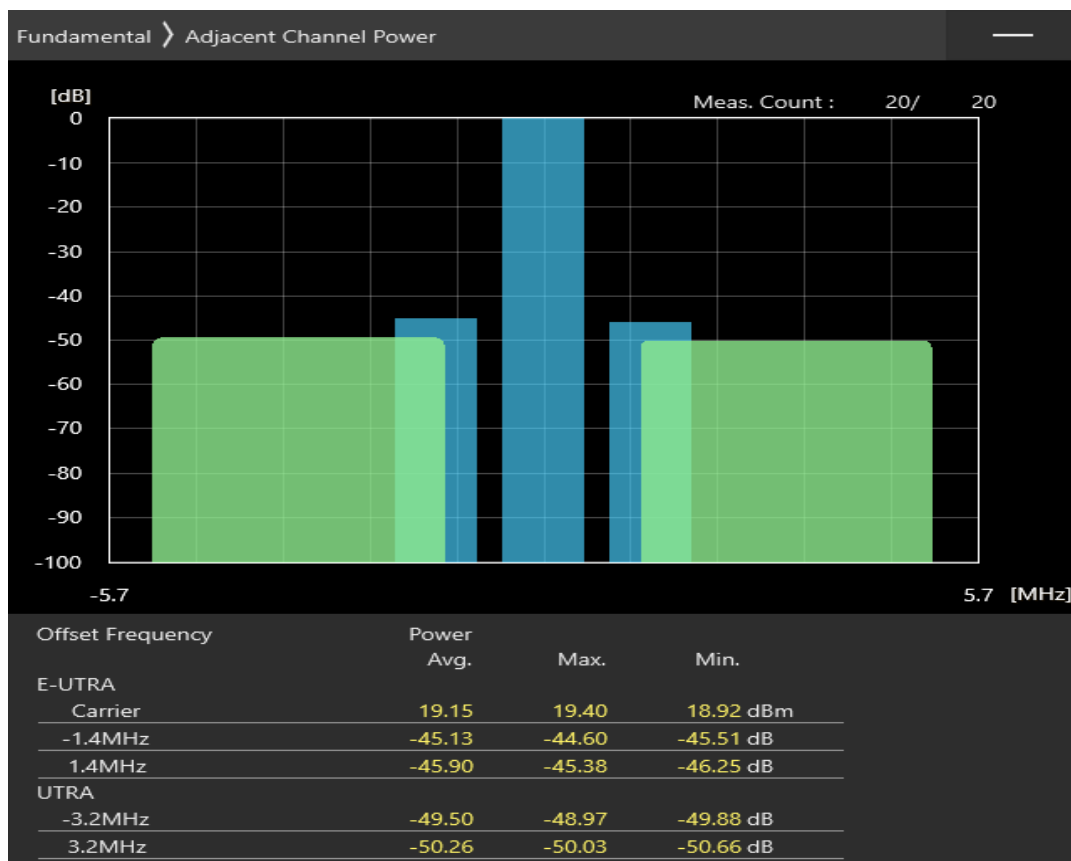 Fundamental 〉 Adjacent Channel Power
[dB]
Meas. Count : 20/ 20
0
-10
-20
-30
-40
-50
-60
-70
-80
-90
-100
-5.7 5.7 [MHz]
Offset Frequency Power
Avg. Max. Min.
E-UTRA
Carrier 19.15 19.40 18.92 dBm
-1.4MHz -45.13 -44.60 -45.51 dB
1.4MHz -45.90 -45.38 -46.25 dB
UTRA
-3.2MHz -49.50 -48.97 -49.88 dB
3.2MHz -50.26 -50.03 -50.66 dB